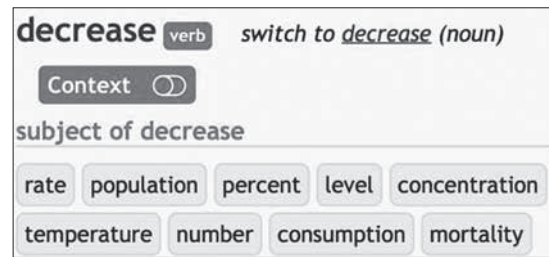 decrease verb switch to decrease (noun)
Context
subject of decrease
rate population percent level concentration
temperature number consumption mortality